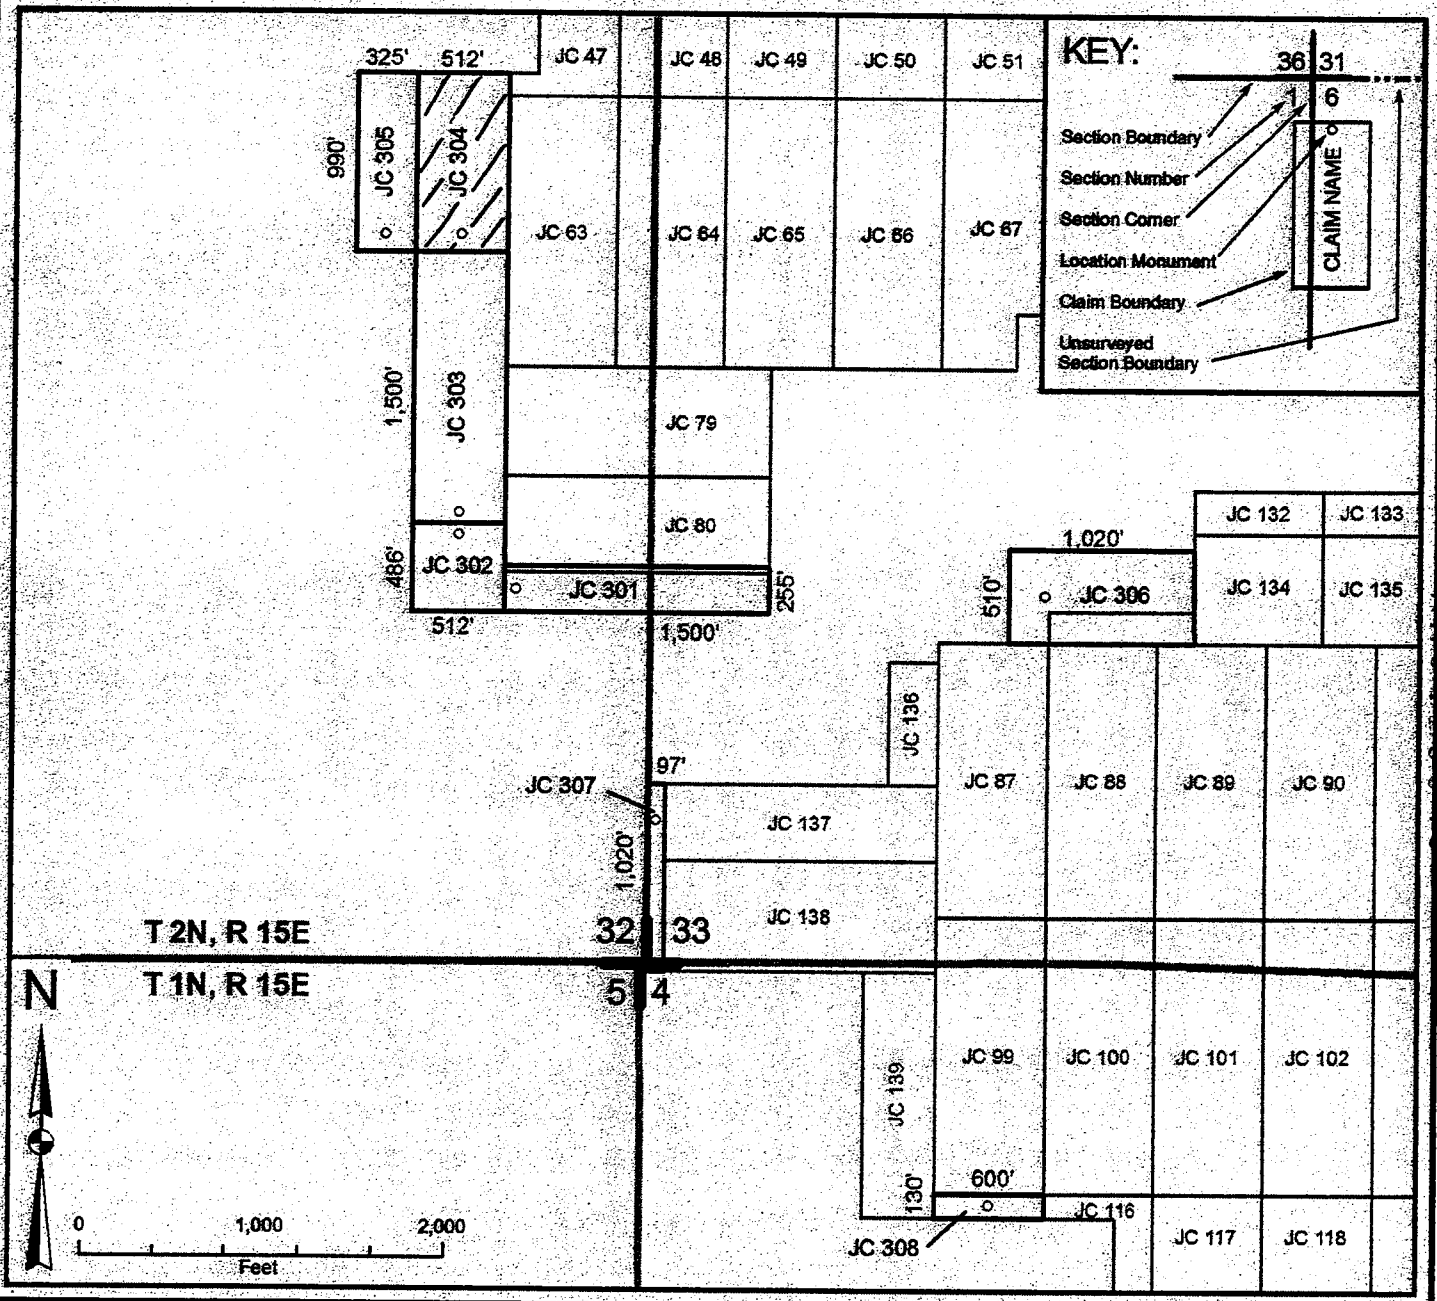 325' 512' JC 47 JC 48 JC 49 JC 50 JC 51
KEY:
36 31
1 6
Section Boundary
Section Number
Section Corner
Location Monument
Claim Boundary
Unsurveyed
Section Boundary
CLAIM NAME
990' JC 305 JC 304
JC 63 JC 64 JC 65 JC 66 JC 67
1,500' JC 303
JC 79
JC 80
486' JC 302 JC 301 255'
512' 1,500'
1,020'
510' JC 306
JC 132 JC 133
JC 134 JC 135
JC 136
97'
JC 307
1,020'
JC 87 JC 88 JC 89 JC 90
JC 137
JC 138
T 2N, R 15E 32 33
T 1N, R 15E 5 4
N
JC 139
JC 99 JC 100 JC 101 JC 102
130' 600'
JC 116
JC 308
JC 117 JC 118
0 1,000 2,000
Feet